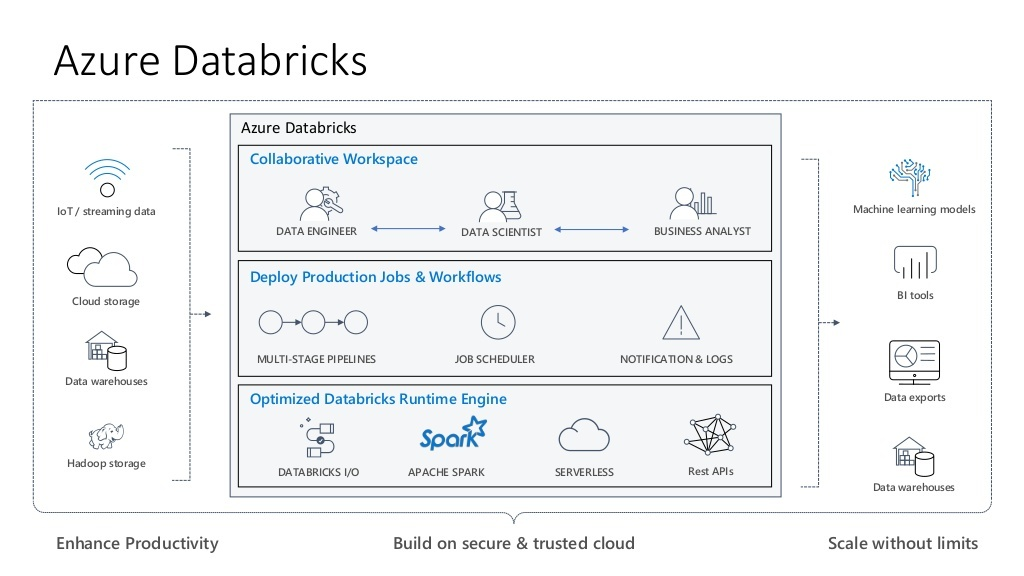 Azure Databricks
Azure Databricks
Collaborative Workspace
DATA ENGINEER
DATA SCIENTIST
BUSINESS ANALYST
Deploy Production Jobs & Workflows
MULTI-STAGE PIPELINES
JOB SCHEDULER
NOTIFICATION & LOGS
Optimized Databricks Runtime Engine
Spark
DATABRICKS I/O
APACHE SPARK
SERVERLESS
Rest APIs
IoT / streaming data
Cloud storage
Data warehouses
Hadoop storage
Machine learning models
BI tools
Data exports
Data warehouses
Enhance Productivity
Build on secure & trusted cloud
Scale without limits